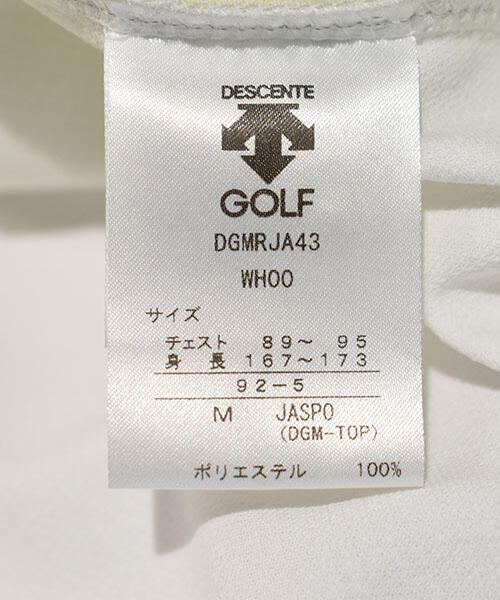 DESCENTE
GOLF
DGMRJA43
WH00
サイズ
チェスト 89～ 95
身 長 167～173
92-5
M JASPO
(DGM-TOP)
ポリエステル 100%